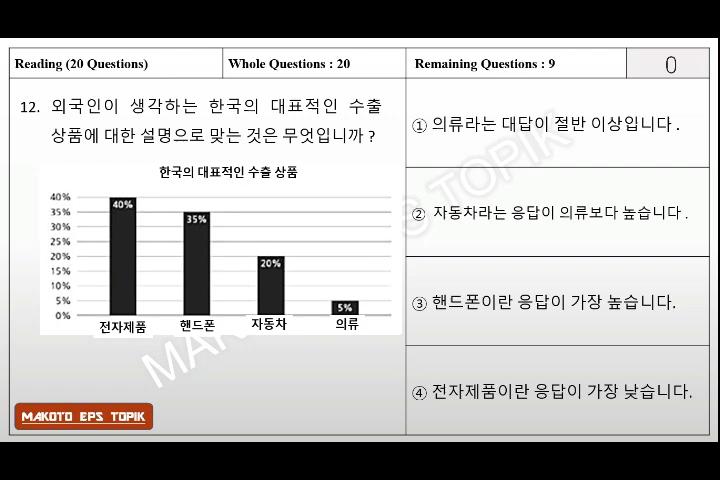 Reading (20 Questions)
Whole Questions : 20
Remaining Questions : 9
0
12. 외국인이 생각하는 한국의 대표적인 수출
상품에 대한 설명으로 맞는 것은 무엇입니까 ?
한국의 대표적인 수출 상품
40%
35%
30%
25%
20%
15%
10%
5%
0%
40%
35%
20%
5%
전자제품
핸드폰
자동차
의류
MAKOTO EPS TOPIK
① 의류라는 대답이 절반 이상입니다 .
② 자동차라는 응답이 의류보다 높습니다 .
③ 핸드폰이란 응답이 가장 높습니다.
④ 전자제품이란 응답이 가장 낮습니다.